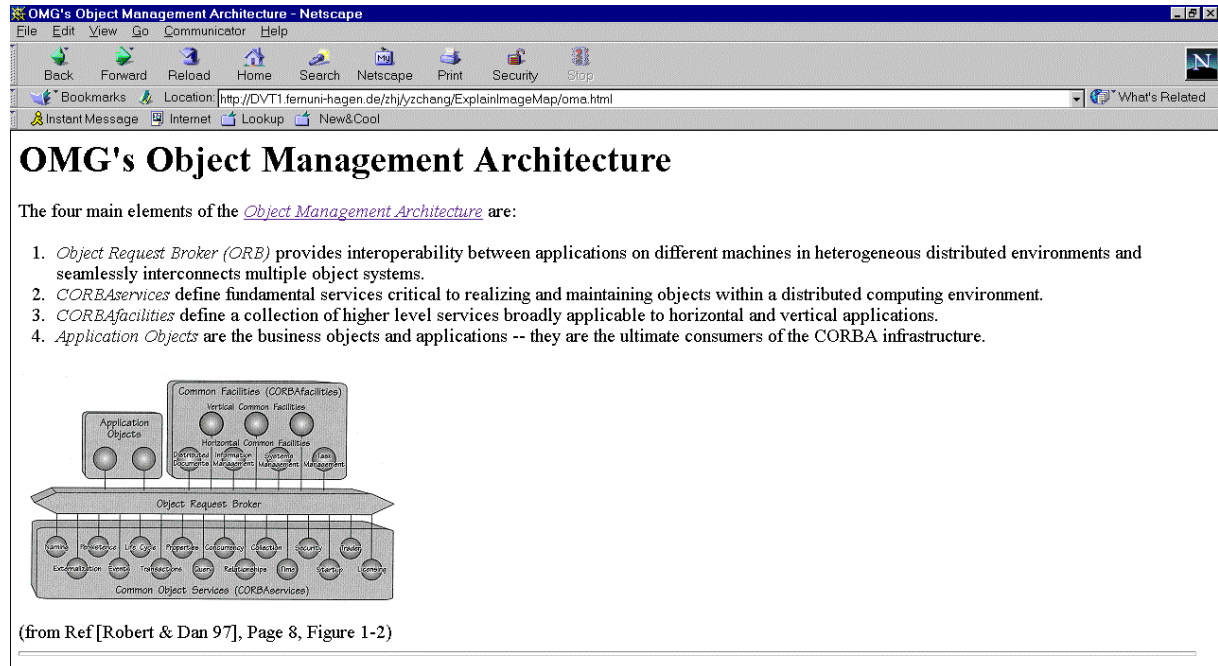 OMG's Object Management Architecture - Netscape
File Edit View Go Communicator Help
Back Forward Reload Home Search Netscape Print Security Stop
Bookmarks Location: http://DVT1.fernuni-hagen.de/zhj/yzchang/ExplainImageMap/oma.html What's Related
Instant Message Internet Lookup New&Cool
OMG's Object Management Architecture
The four main elements of the Object Management Architecture are:
1. Object Request Broker (ORB) provides interoperability between applications on different machines in heterogeneous distributed environments and
seamlessly interconnects multiple object systems.
2. CORBAservices define fundamental services critical to realizing and maintaining objects within a distributed computing environment.
3. CORBAfacilities define a collection of higher level services broadly applicable to horizontal and vertical applications.
4. Application Objects are the business objects and applications -- they are the ultimate consumers of the CORBA infrastructure.
Common Facilities (CORBAfacilities)
Vertical Common Facilities
Application
Objects
Horizontal Common Facilities
Distributed Information Systems Task
Documents Management Management Management
Object Request Broker
Naming Persistence Life Cycle Properties Concurrency Collection Security Trader
Externalization Events Transactions Query Relationships Time Startup Licensing
Common Object Services (CORBAservices)
(from Ref [Robert & Dan 97], Page 8, Figure 1-2)